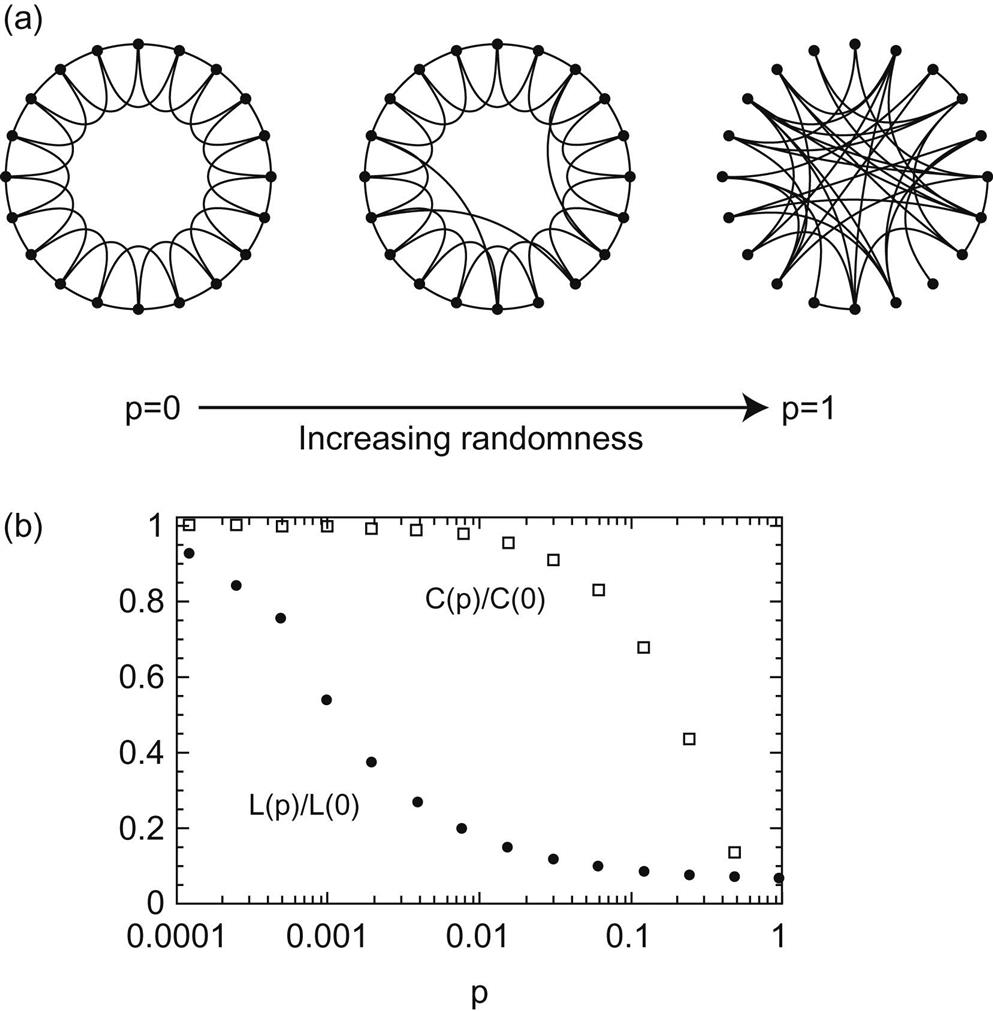 (a)
p=0
p=1
Increasing randomness
(b)
1
0.8
0.6
0.4
0.2
0
C(p)/C(0)
L(p)/L(0)
0.0001
0.001
0.01
0.1
1
p